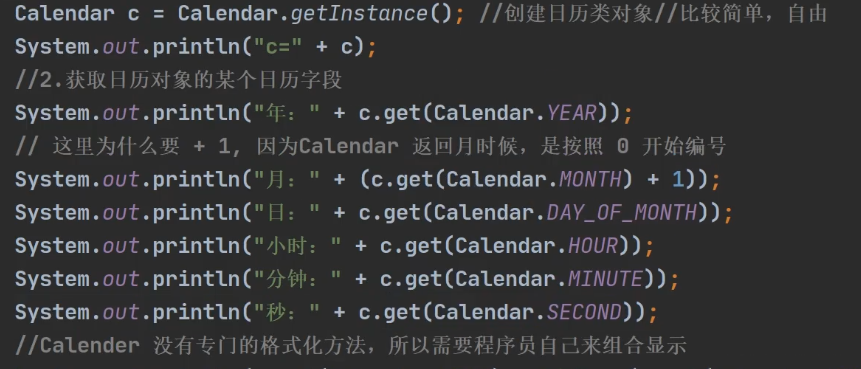 Calendar c = Calendar.getInstance(); //创建日历类对象//比较简单，自由
System.out.println("c=" + c);
//2.获取日历对象的某个日历字段
System.out.println("年：" + c.get(Calendar.YEAR));
// 这里为什么要 + 1, 因为Calendar 返回月时候，是按照 0 开始编号
System.out.println("月：" + (c.get(Calendar.MONTH) + 1));
System.out.println("日：" + c.get(Calendar.DAY_OF_MONTH));
System.out.println("小时：" + c.get(Calendar.HOUR));
System.out.println("分钟：" + c.get(Calendar.MINUTE));
System.out.println("秒：" + c.get(Calendar.SECOND));
//Calender 没有专门的格式化方法，所以需要程序员自己来组合显示